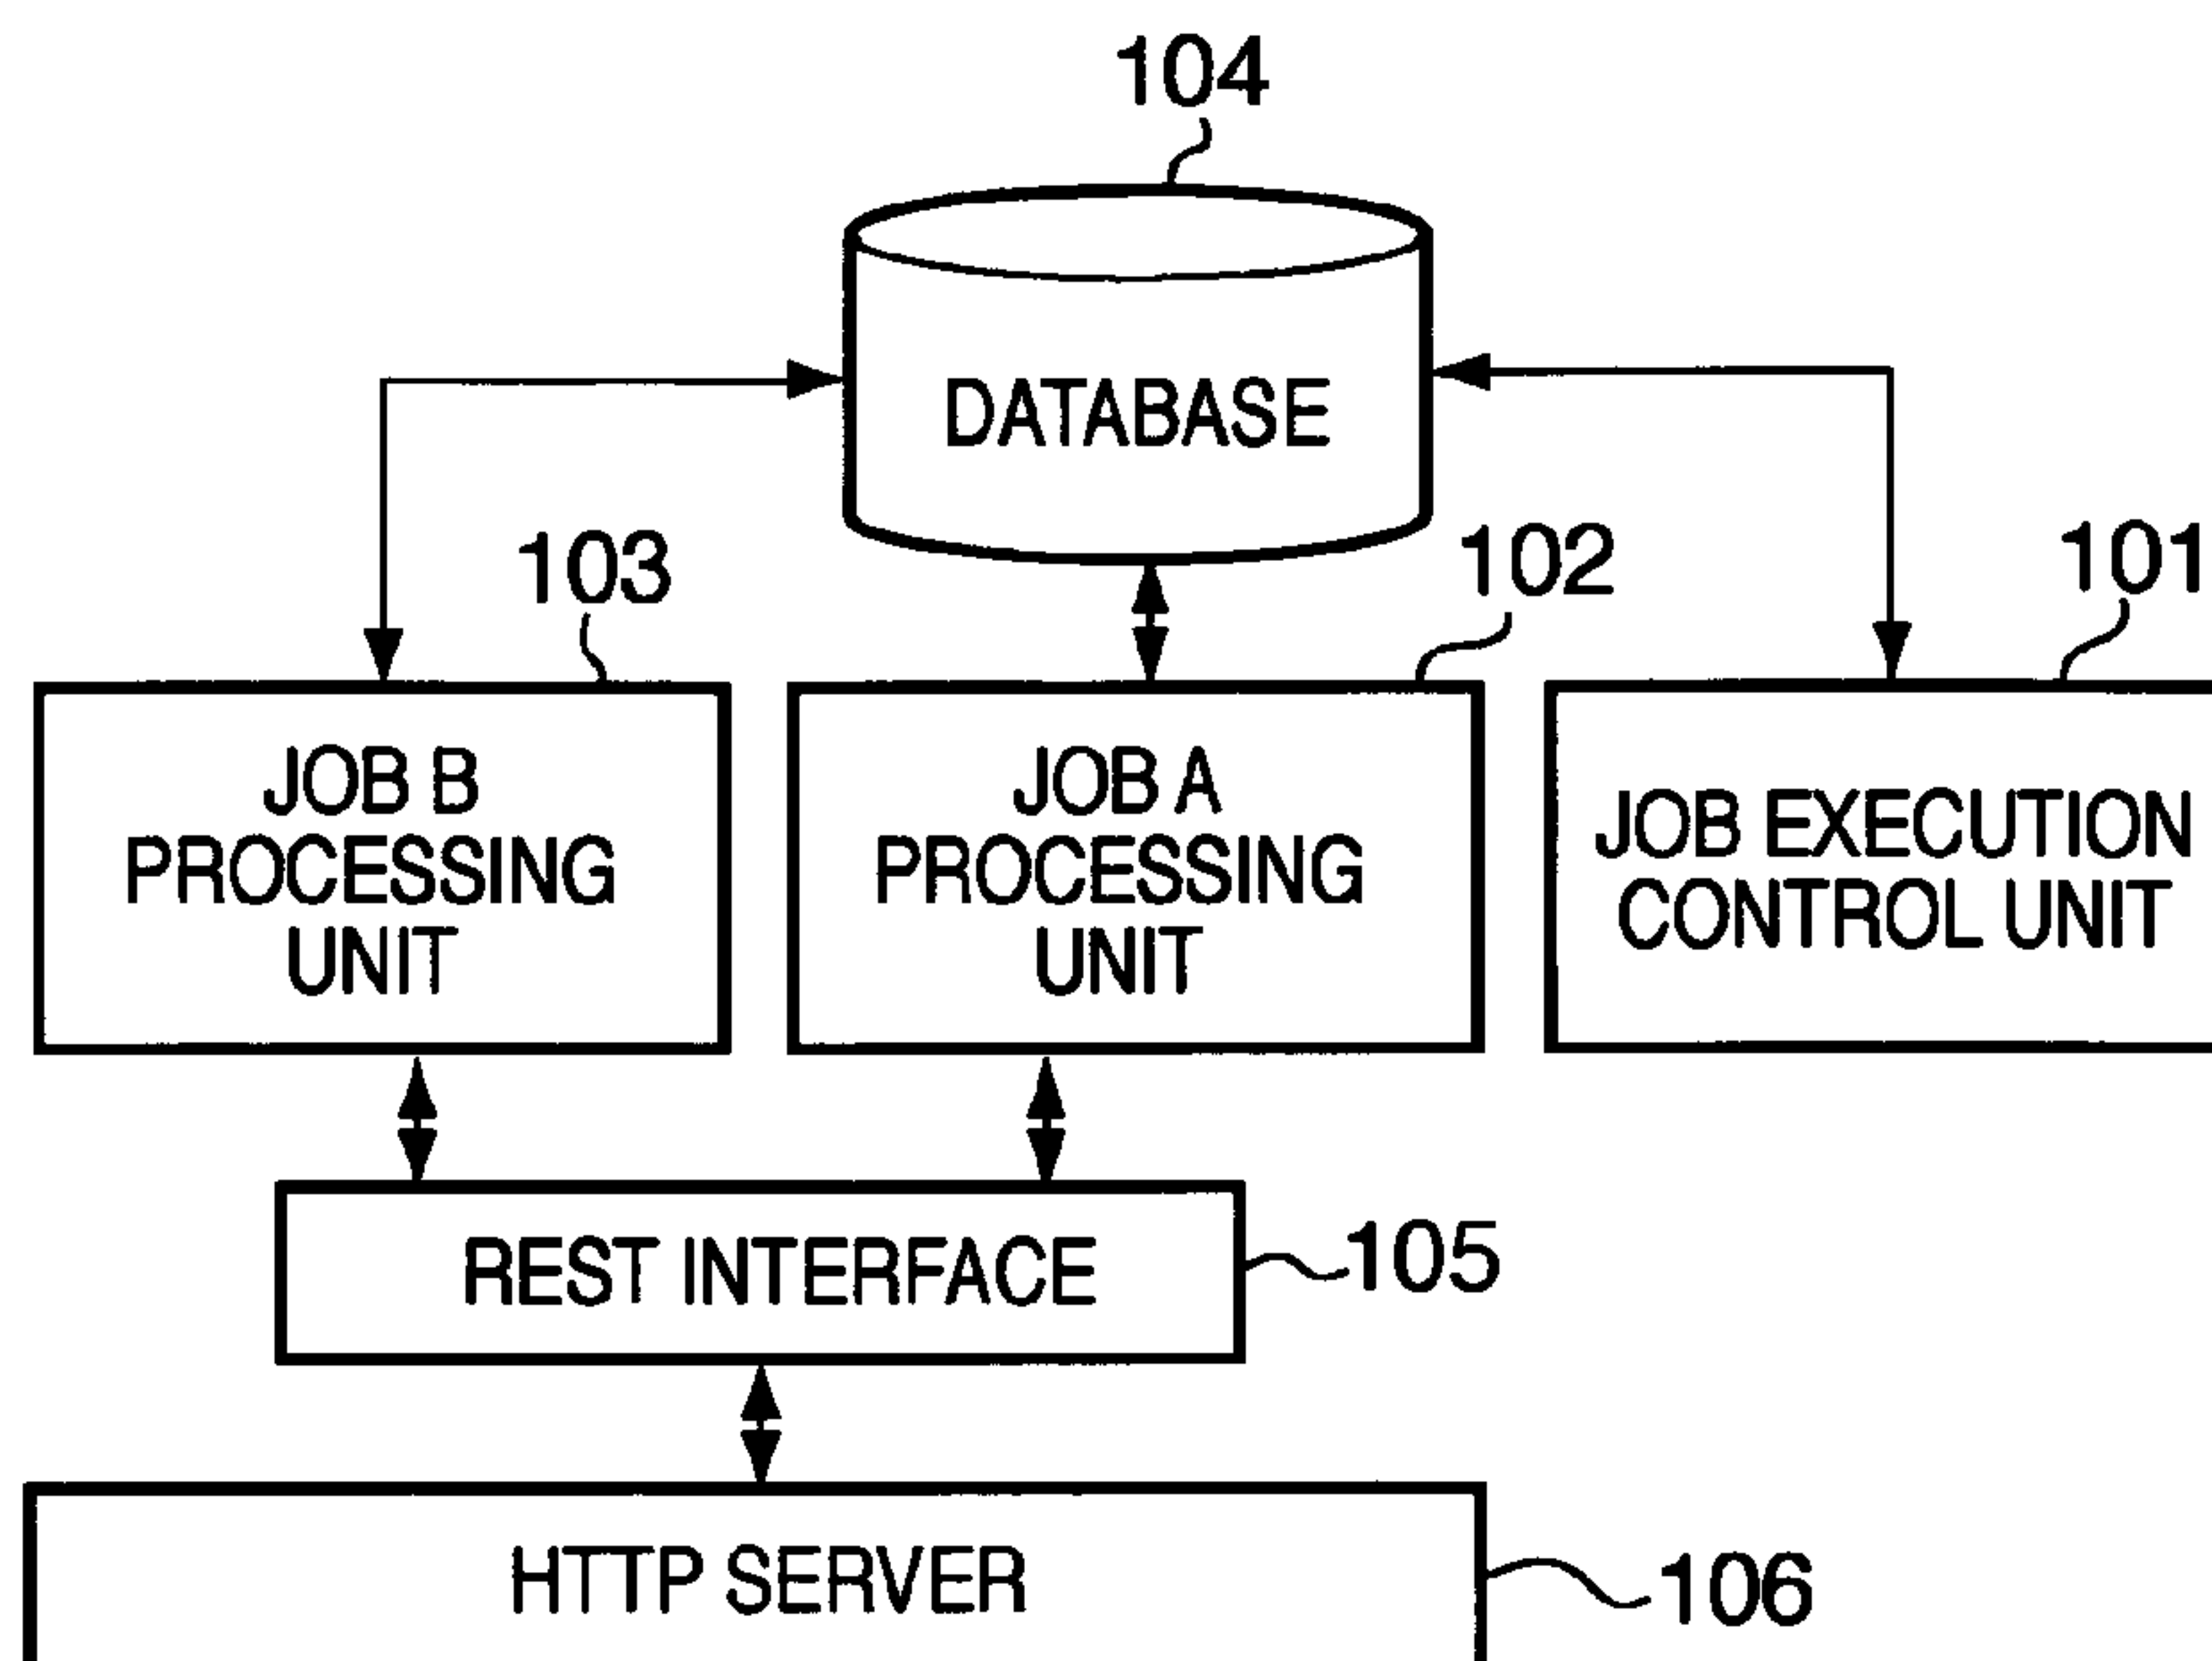 104
DATABASE
103
102
101
JOB B
PROCESSING
UNIT
JOB A
PROCESSING
UNIT
JOB EXECUTION
CONTROL UNIT
REST INTERFACE
105
HTTP SERVER
106